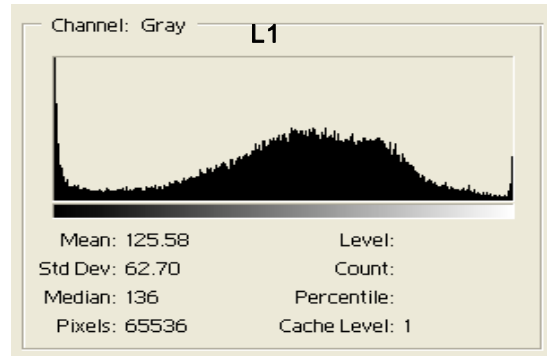 Channel: Gray
L1
Mean: 125.58
Level:
Std Dev: 62.70
Count:
Median: 136
Percentile:
Pixels: 65536
Cache Level: 1